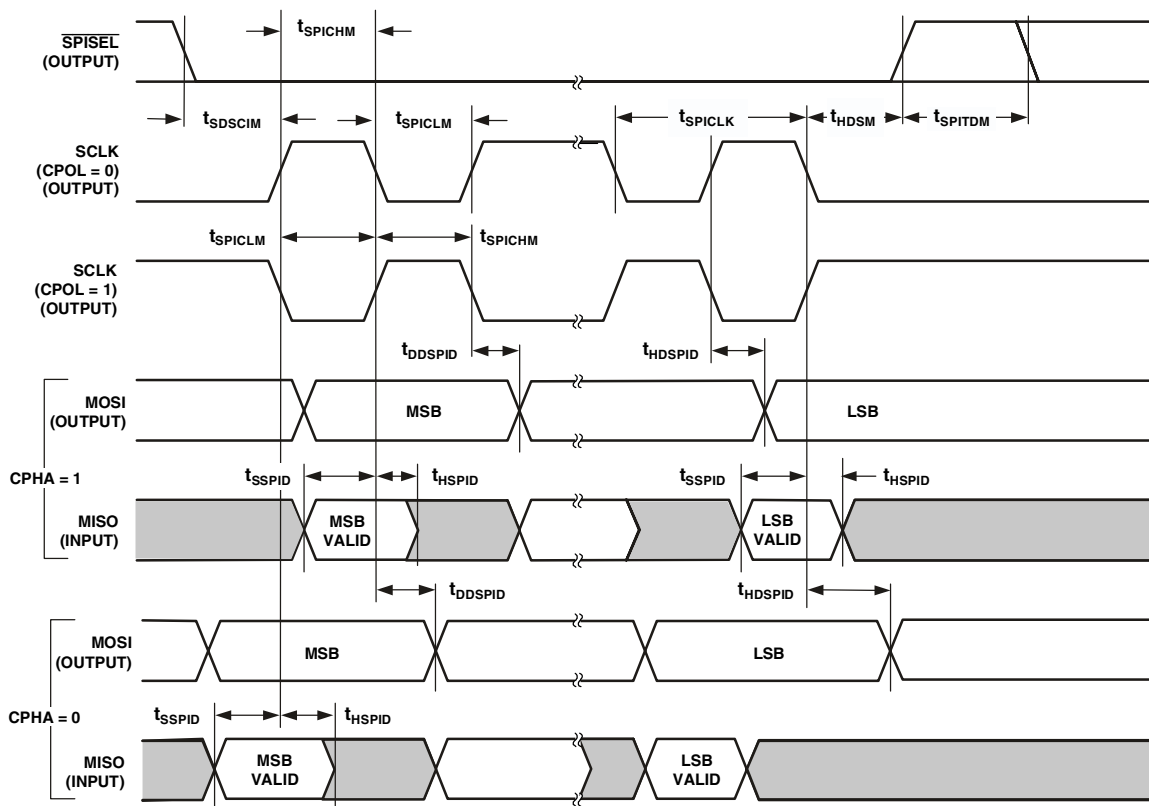 SPISEL
(OUTPUT)
tSPICHM
tSDSCIM
tSPICLM
tSPICLK
tHDSM
tSPITDM
SCLK
(CPOL = 0)
(OUTPUT)
tSPICLM
tSPICHM
SCLK
(CPOL = 1)
(OUTPUT)
tDDSPID
tHDSPID
MOSI
(OUTPUT)
MSB
LSB
CPHA = 1
tSSPID
tHSPID
tSSPID
tHSPID
MISO
(INPUT)
MSB
VALID
LSB
VALID
tDDSPID
tHDSPID
MOSI
(OUTPUT)
MSB
LSB
CPHA = 0
tSSPID
tHSPID
MISO
(INPUT)
MSB
VALID
LSB
VALID